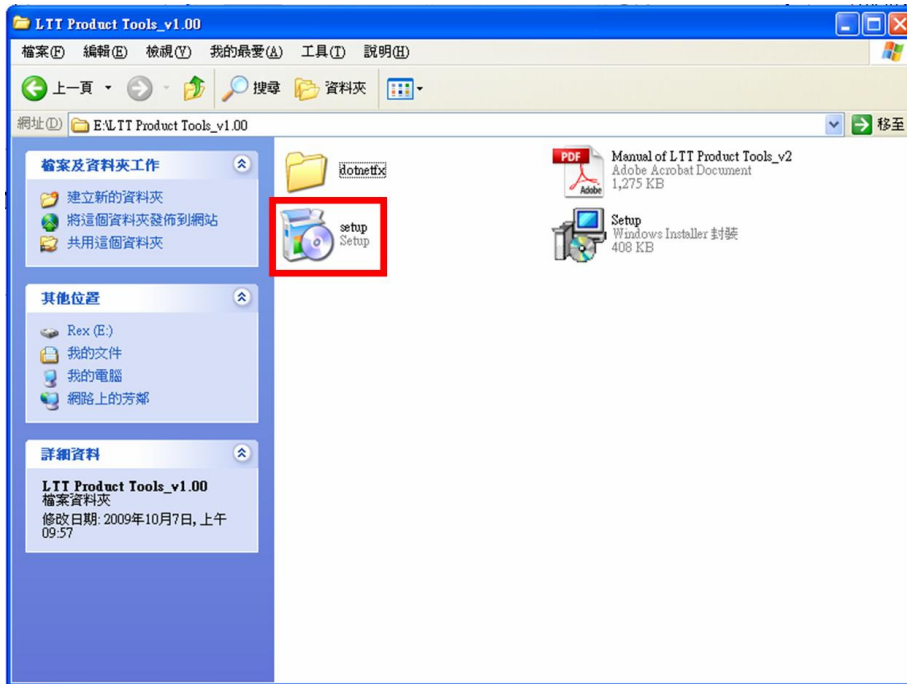 LTT Product Tools_v1.00
檔案(F) 編輯(E) 檢視(V) 我的最愛(A) 工具(T) 說明(H)
上一頁 搜尋 資料夾
網址(D) E:\LTT Product Tools_v1.00 移至
檔案及資料夾工作
建立新的資料夾
將這個資料夾發佈到網站
共用這個資料夾
其他位置
Rex (E:)
我的文件
我的電腦
網路上的芳鄰
詳細資料
LTT Product Tools_v1.00
檔案資料夾
修改日期: 2009年10月7日, 上午
09:57
dotnetfx
PDF
Adobe
Manual of LTT Product Tools_v2
Adobe Acrobat Document
1,275 KB
setup
Setup
Setup
Windows Installer 封裝
408 KB